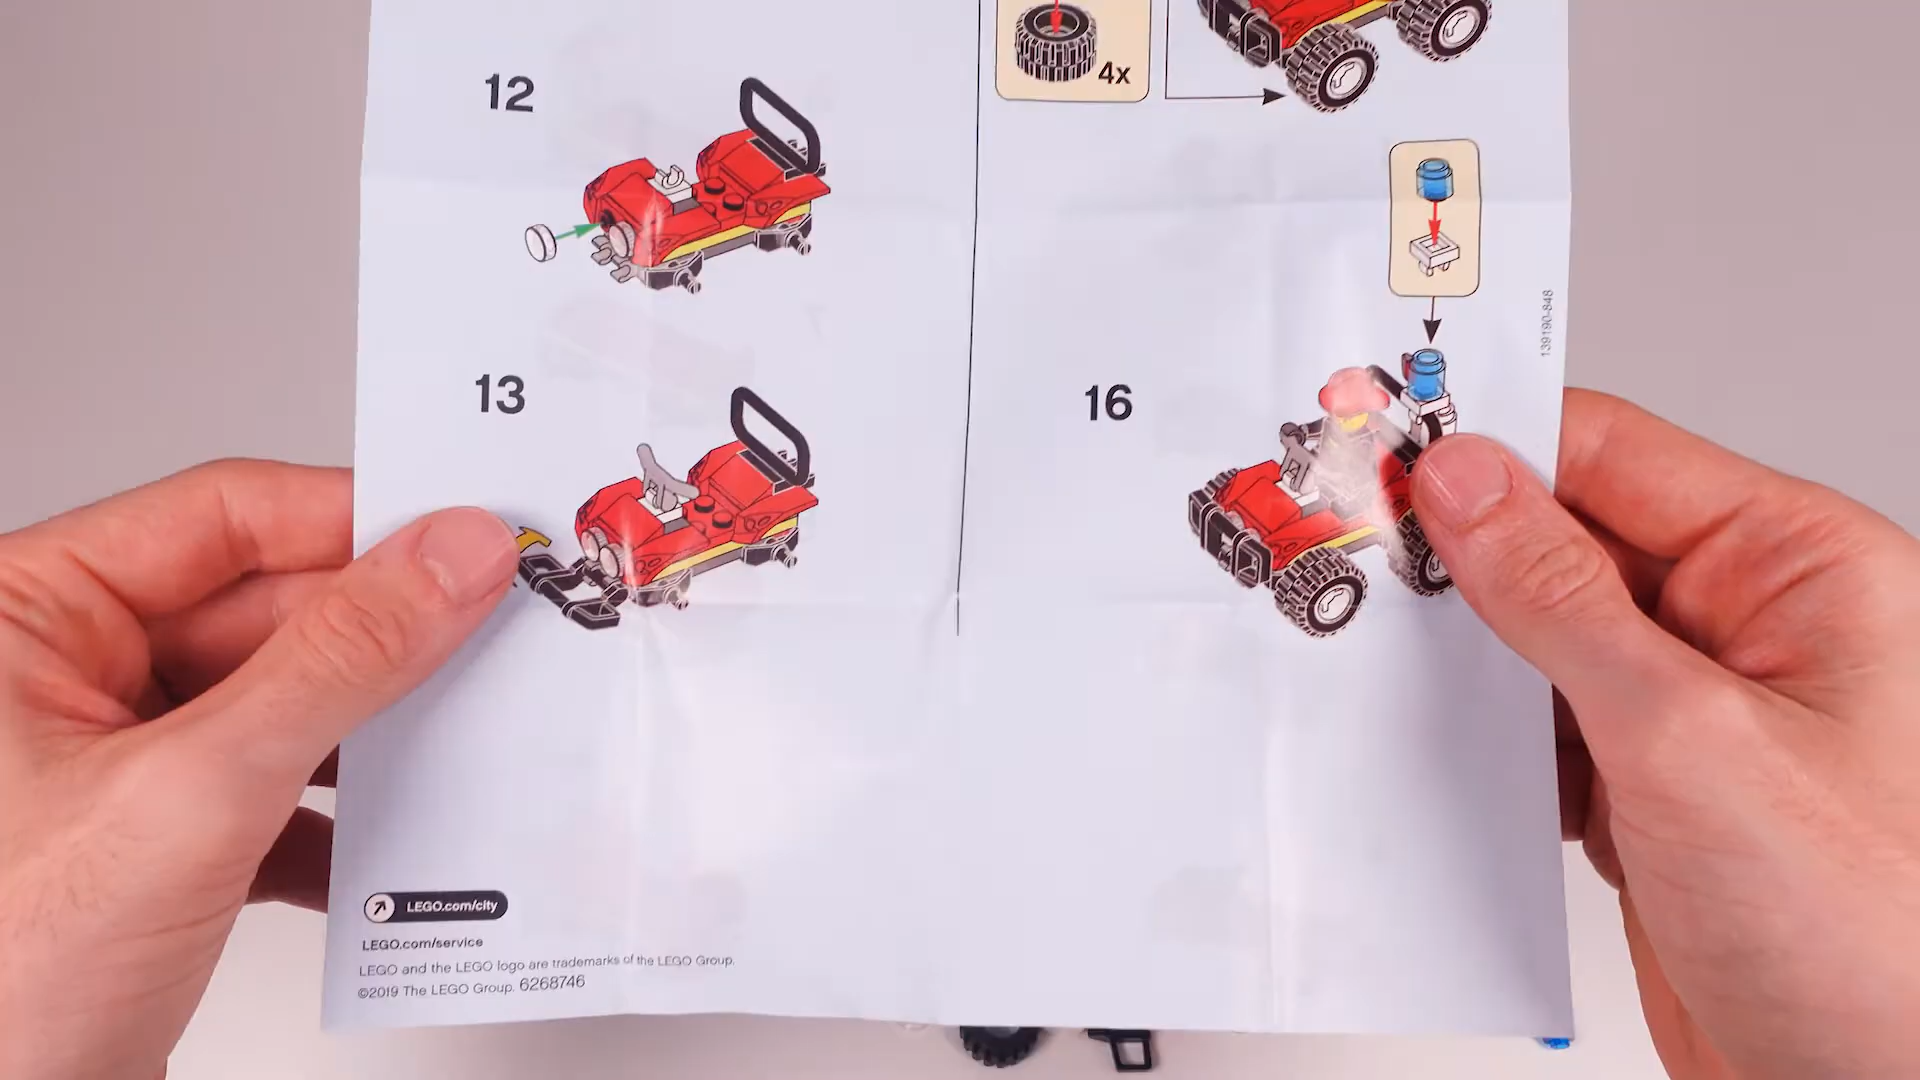 12
4x
13
16
139190-848
LEGO.com/city
LEGO.com/service
LEGO and the LEGO logo are trademarks of the LEGO Group.
©2019 The LEGO Group. 6268746